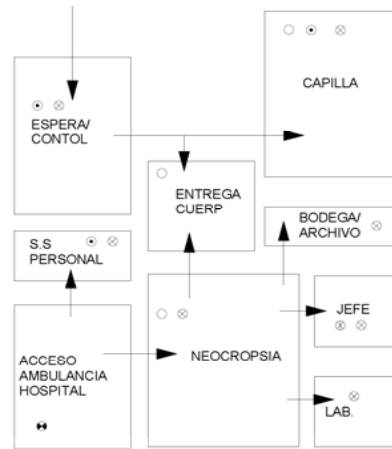 CAPILLA
ESPERA/
CONTOL
ENTREGA
CUERP
BODEGA/
ARCHIVO
S.S
PERSONAL
JEFE
ACCESO
AMBULANCIA
HOSPITAL
NEOCROPSIA
LAB.